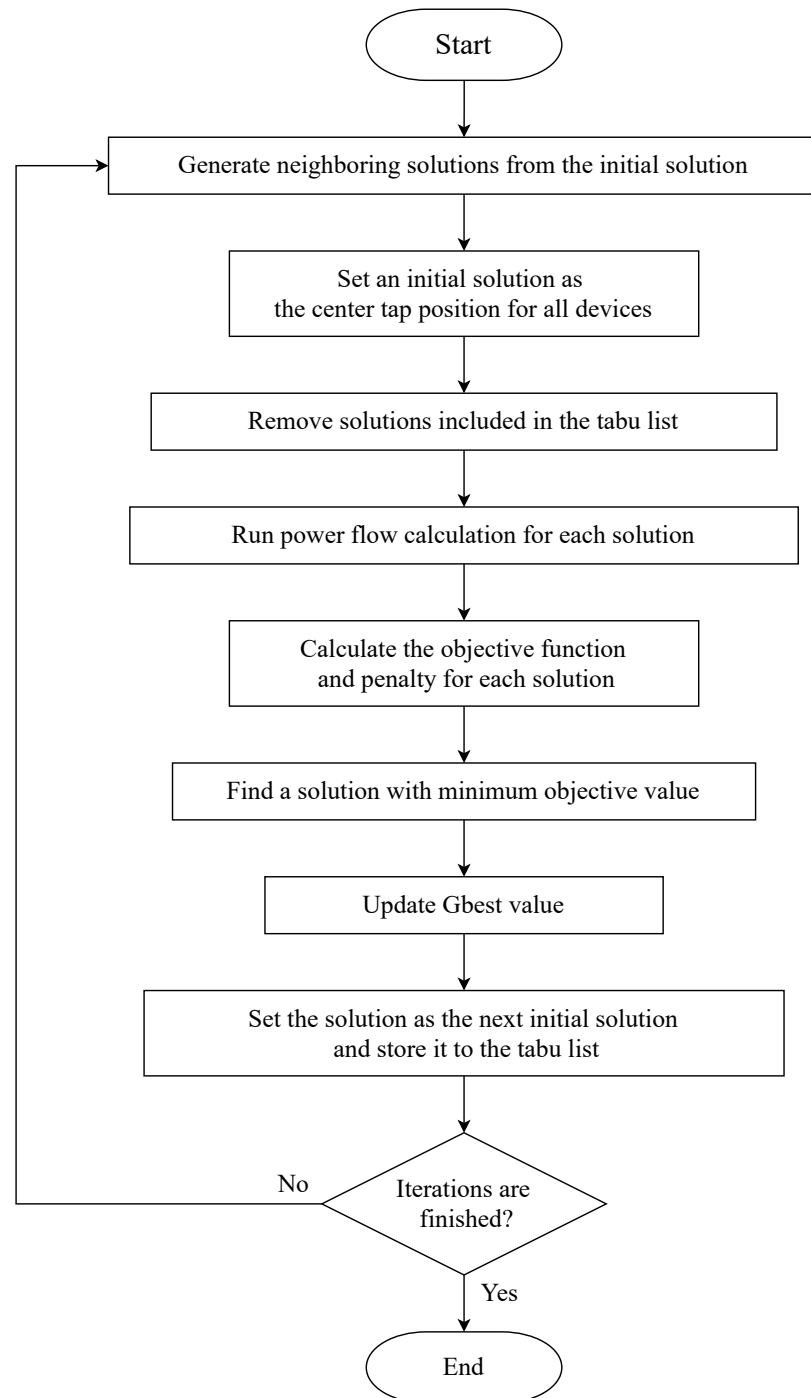 Start
Generate neighboring solutions from the initial solution
Set an initial solution as
the center tap position for all devices
Remove solutions included in the tabu list
Run power flow calculation for each solution
Calculate the objective function
and penalty for each solution
Find a solution with minimum objective value
Update Gbest value
Set the solution as the next initial solution
and store it to the tabu list
No
Iterations are
finished?
Yes
End